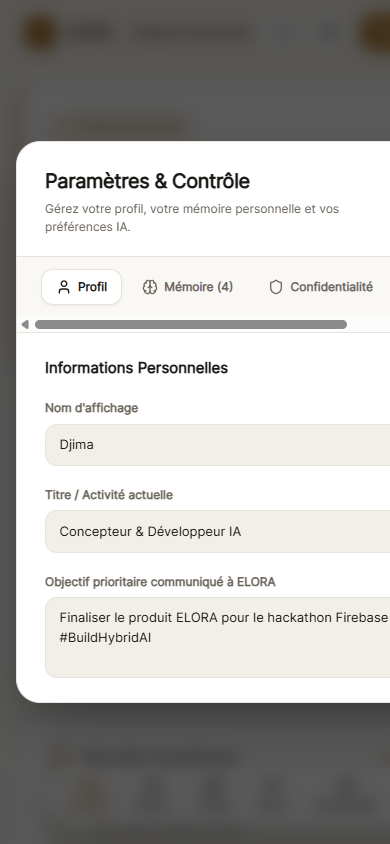 Paramètres & Contrôle
Gérez votre profil, votre mémoire personnelle et vos
préférences IA.
Profil
Mémoire (4)
Confidentialité
Informations Personnelles
Nom d'affichage
Djima
Titre / Activité actuelle
Concepteur & Développeur IA
Objectif prioritaire communiqué à ELORA
Finaliser le produit ELORA pour le hackathon Firebase
#BuildHybridAI